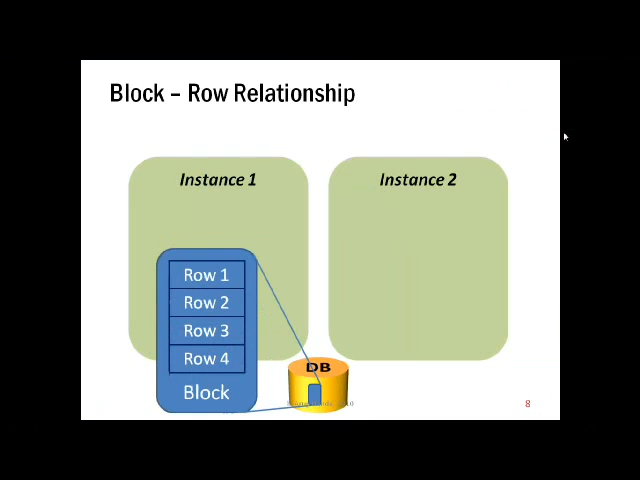 Block – Row Relationship
Instance 1
Instance 2
Row 1
Row 2
Row 3
Row 4
Block
DB
8